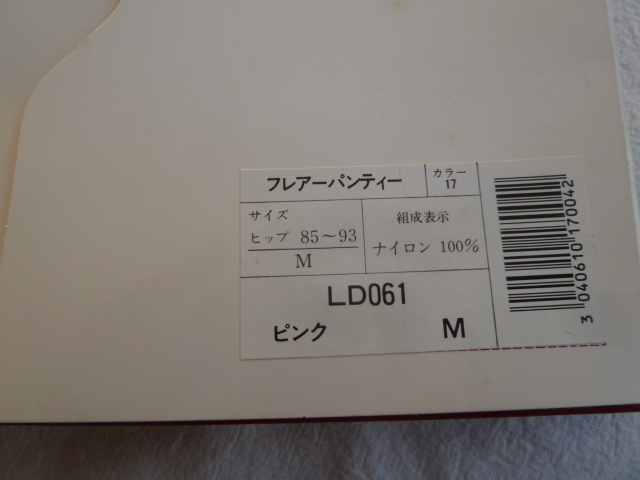 フレアーパンティー
カラー
17
サイズ
ヒップ 85～93
M
組成表示
ナイロン 100%
LD061
ピンク M
3 040610 170042